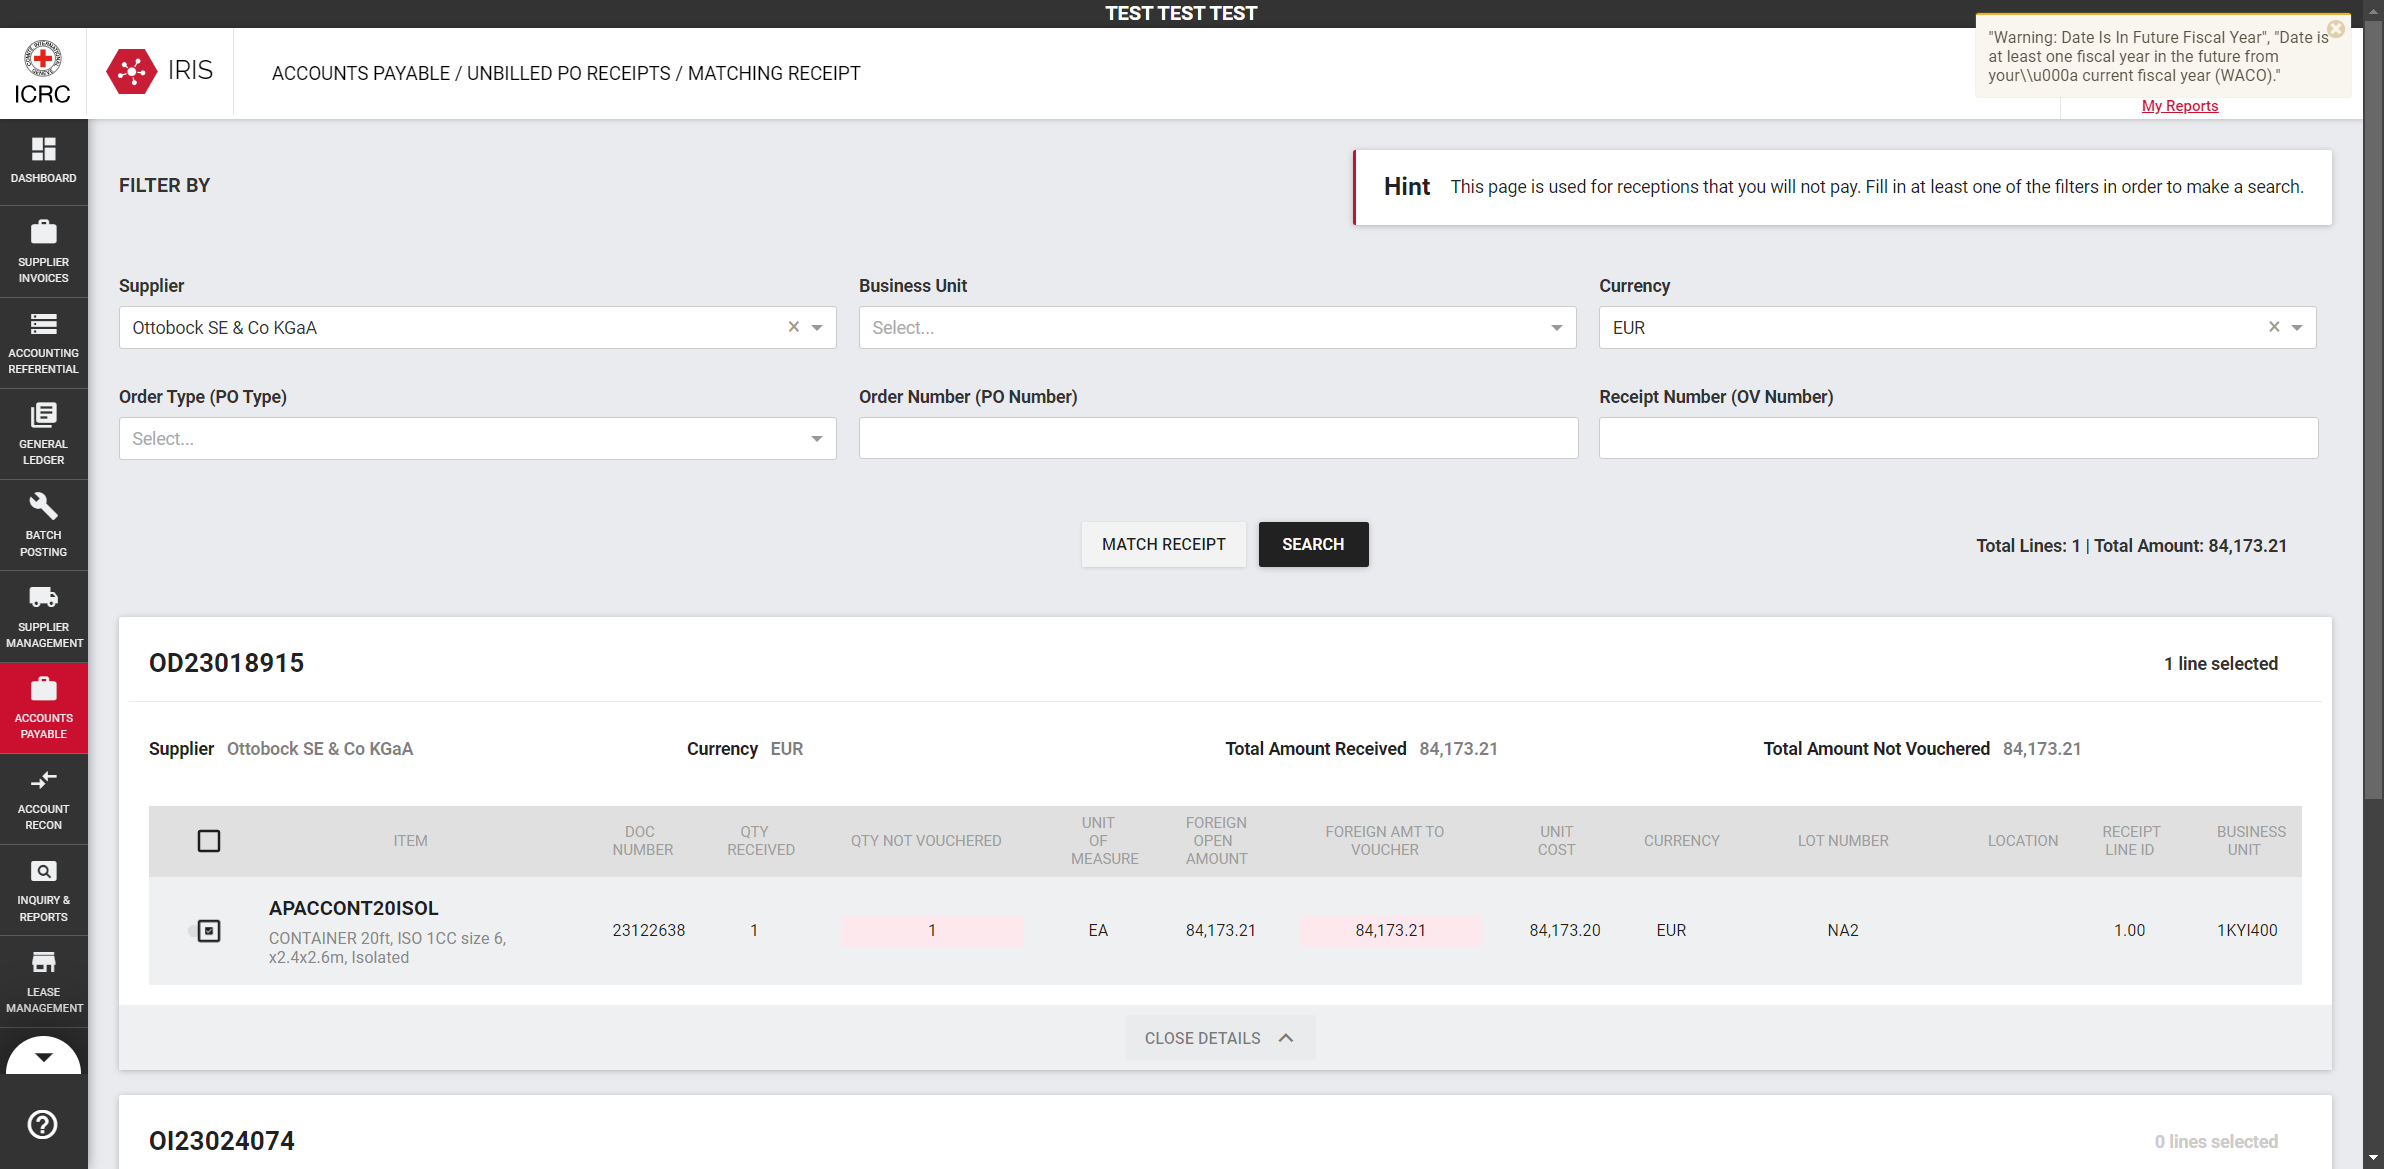 TEST TEST TEST
ICRC
IRIS
ACCOUNTS PAYABLE / UNBILLED PO RECEIPTS / MATCHING RECEIPT
"Warning: Date Is In Future Fiscal Year", "Date is
at least one fiscal year in the future from
your\\u000a current fiscal year (WACO)."
My Reports
DASHBOARD
SUPPLIER
INVOICES
ACCOUNTING
REFERENTIAL
GENERAL
LEDGER
BATCH
POSTING
SUPPLIER
MANAGEMENT
ACCOUNTS
PAYABLE
ACCOUNT
RECON
INQUIRY &
REPORTS
LEASE
MANAGEMENT
FILTER BY
Hint This page is used for receptions that you will not pay. Fill in at least one of the filters in order to make a search.
Supplier
Business Unit
Currency
Ottobock SE & Co KGaA
Select...
EUR
Order Type (PO Type)
Order Number (PO Number)
Receipt Number (OV Number)
Select...
MATCH RECEIPT
SEARCH
Total Lines: 1 | Total Amount: 84,173.21
OD23018915
1 line selected
Supplier Ottobock SE & Co KGaA
Currency EUR
Total Amount Received 84,173.21
Total Amount Not Vouchered 84,173.21
ITEM
DOC
NUMBER
QTY
RECEIVED
QTY NOT VOUCHERED
UNIT
OF
MEASURE
FOREIGN
OPEN
AMOUNT
FOREIGN AMT TO
VOUCHER
UNIT
COST
CURRENCY
LOT NUMBER
LOCATION
RECEIPT
LINE ID
BUSINESS
UNIT
APACCONT20ISOL
CONTAINER 20ft, ISO 1CC size 6,
x2.4x2.6m, Isolated
23122638
1
1
EA
84,173.21
84,173.21
84,173.20
EUR
NA2
1.00
1KYI400
CLOSE DETAILS
OI23024074
0 lines selected